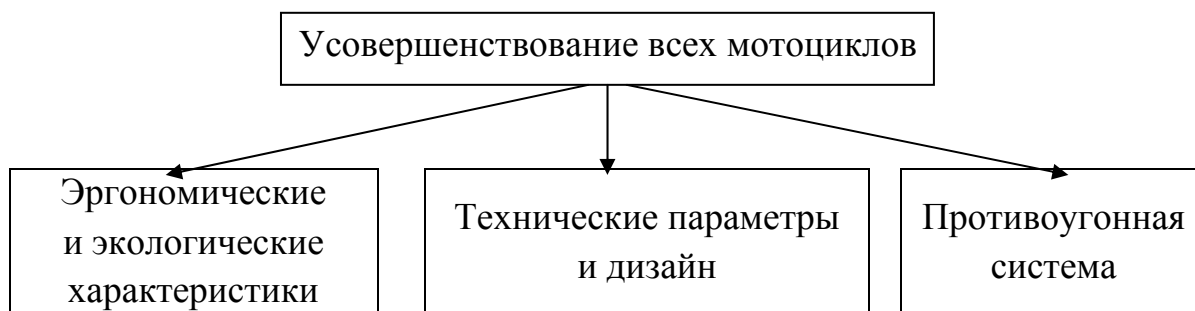 Усовершенствование всех мотоциклов
Эргономические
и экологические
характеристики
Технические параметры
и дизайн
Противоугонная
система